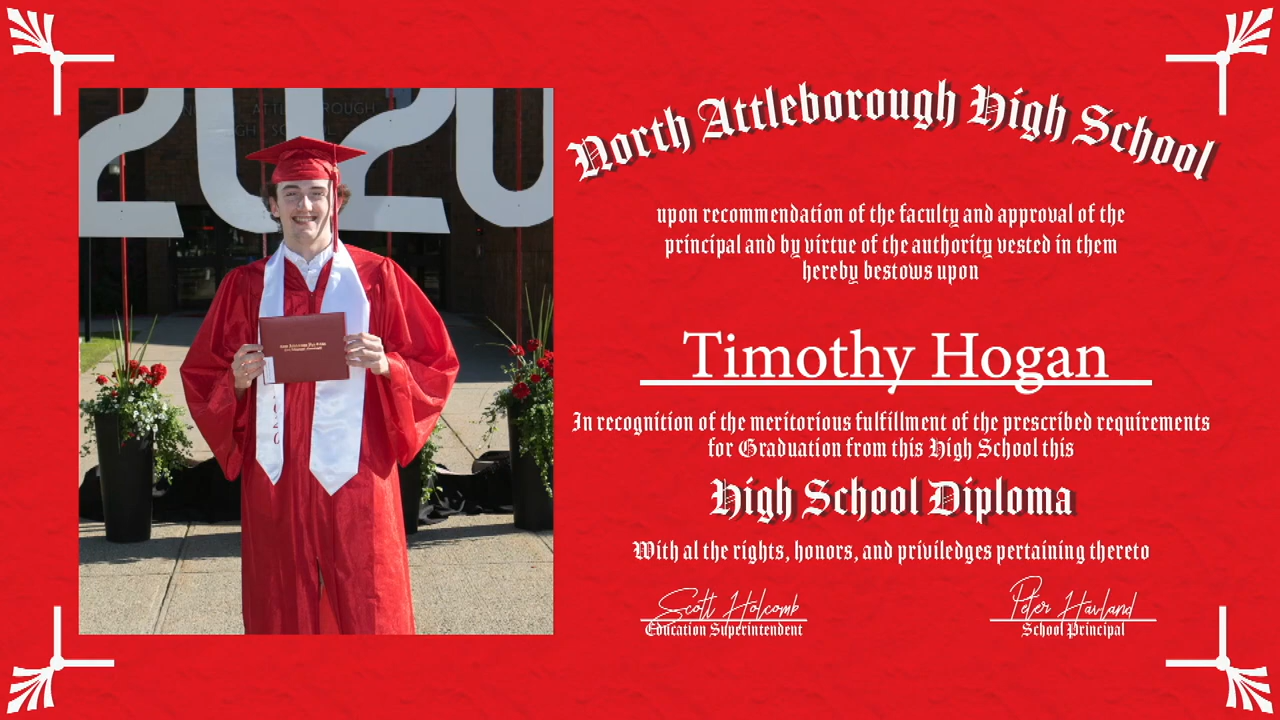 2020
North Attleborough High School
upon recommendation of the faculty and approval of the
principal and by virtue of the authority vested in them
hereby bestows upon
Timothy Hogan
In recognition of the meritorious fulfillment of the prescribed requirements
for Graduation from this High School this
High School Diploma
With al the rights, honors, and priviledges pertaining thereto
Scott Holcomb
Peter Havland
Education Superintendent
School Principal